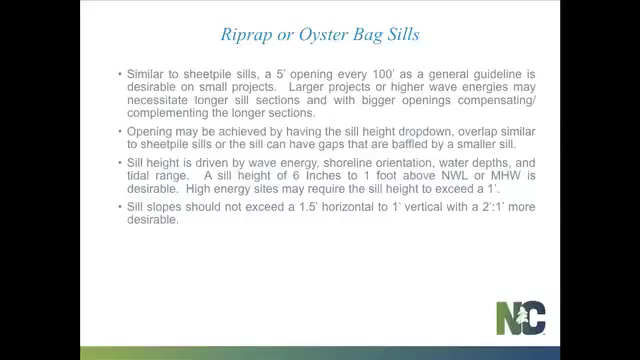 Riprap or Oyster Bag Sills
• Similar to sheetpile sills, a 5' opening every 100' as a general guideline is
desirable on small projects. Larger projects or higher wave energies may
necessitate longer sill sections and with bigger openings compensating/
complementing the longer sections.
• Opening may be achieved by having the sill height dropdown, overlap similar
to sheetpile sills or the sill can have gaps that are baffled by a smaller sill.
• Sill height is driven by wave energy, shoreline orientation, water depths, and
tidal range. A sill height of 6 Inches to 1 foot above NWL or MHW is
desirable. High energy sites may require the sill height to exceed a 1'.
• Sill slopes should not exceed a 1.5' horizontal to 1' vertical with a 2':1' more
desirable.
NC